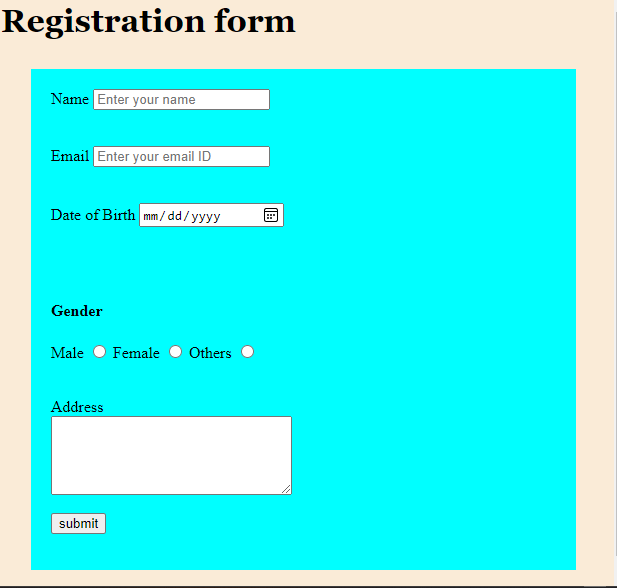 Registration form
Name Enter your name
Email Enter your email ID
Date of Birth mm/dd/yyyy
Gender
Male Female Others
Address
submit